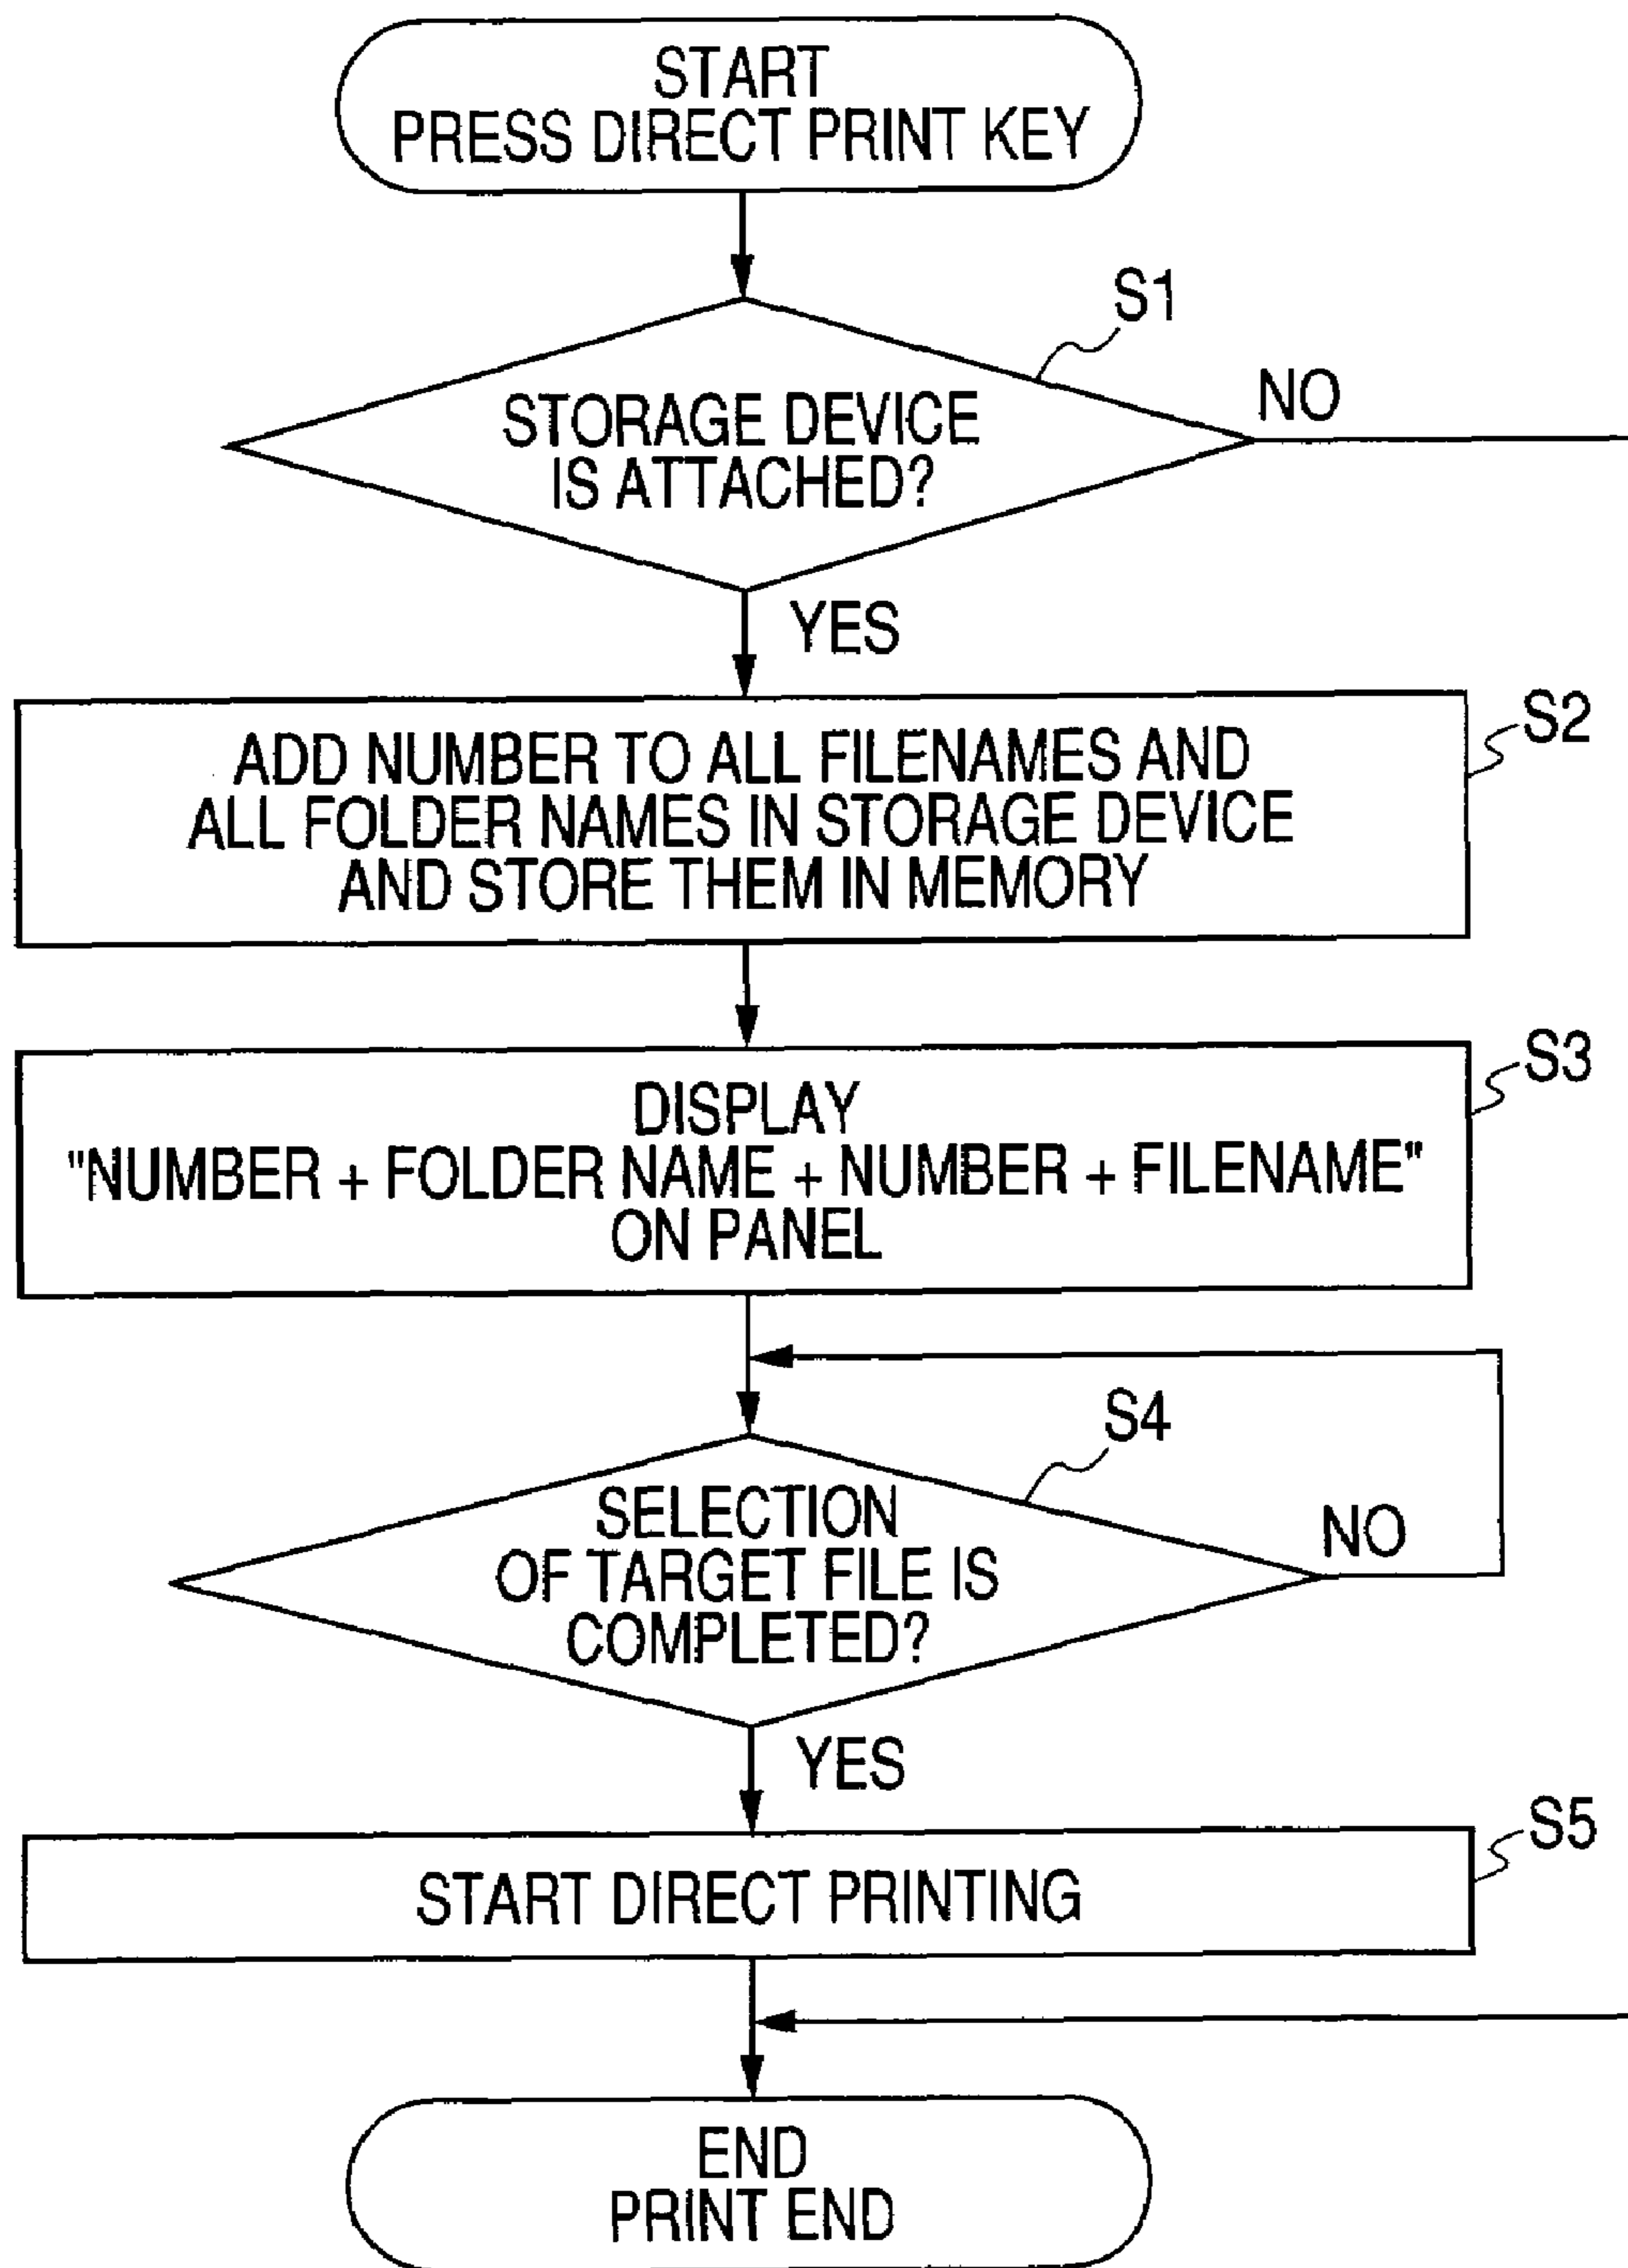 START
PRESS DIRECT PRINT KEY
S1
STORAGE DEVICE
IS ATTACHED?
NO
YES
S2
ADD NUMBER TO ALL FILENAMES AND
ALL FOLDER NAMES IN STORAGE DEVICE
AND STORE THEM IN MEMORY
S3
DISPLAY
"NUMBER + FOLDER NAME + NUMBER + FILENAME"
ON PANEL
S4
SELECTION
OF TARGET FILE IS
COMPLETED?
NO
YES
S5
START DIRECT PRINTING
END
PRINT END